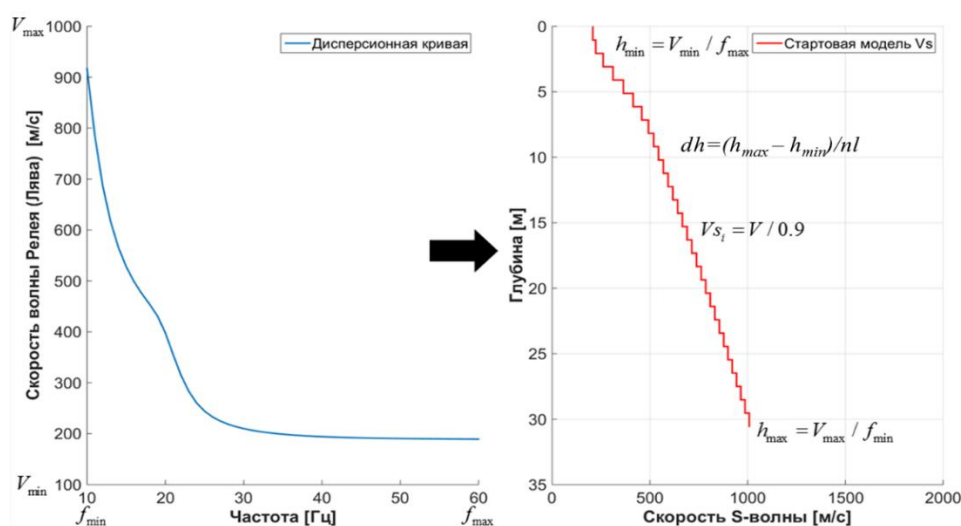 V_max
1000
900
800
700
600
500
400
300
200
V_min
100
10
20
30
40
50
60
f_min
Частота [Гц]
f_max
Скорость волны Релея (Лява) [м/с]
Дисперсионная кривая
0
5
10
15
20
25
30
35
Глубина [м]
Стартовая модель Vs
h_min = V_min / f_max
dh=(h_max – h_min)/nl
Vs_i = V / 0.9
h_max = V_max / f_min
0
500
1000
1500
2000
Скорость S-волны [м/с]